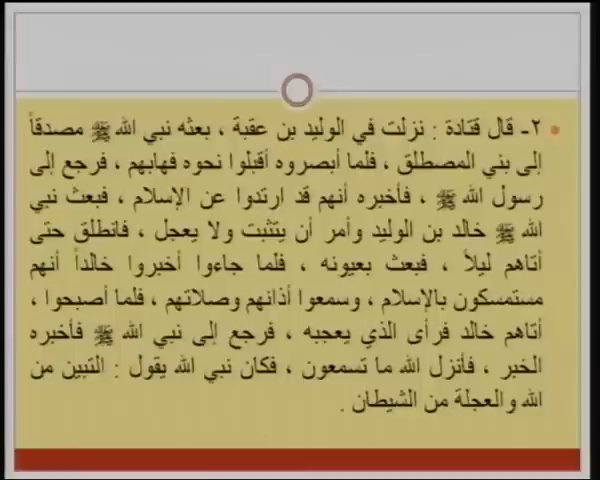 ٢- قال قتادة : نزلت في الوليد بن عقبة ، بعثه نبي الله ﷺ مصدقاً
إلى بني المصطلق ، فلما أبصروه أقبلوا نحوه فهابهم ، فرجع إلى
رسول الله ﷺ ، فأخبره أنهم قد ارتدوا عن الإسلام ، فبعث نبي
الله ﷺ خالد بن الوليد وأمر أن يتثبت ولا يعجل ، فانطلق حتى
أتاهم ليلاً ، فبعث بعيونه ، فلما جاءوا أخبروا خالداً أنهم
مستمسكون بالإسلام ، وسمعوا أذانهم وصلاتهم ، فلما أصبحوا ،
أتاهم خالد فرأى الذي يعجبه ، فرجع إلى نبي الله ﷺ فأخبره
الخبر ، فأنزل الله ما تسمعون ، فكان نبي الله يقول : التبين من
الله والعجلة من الشيطان .